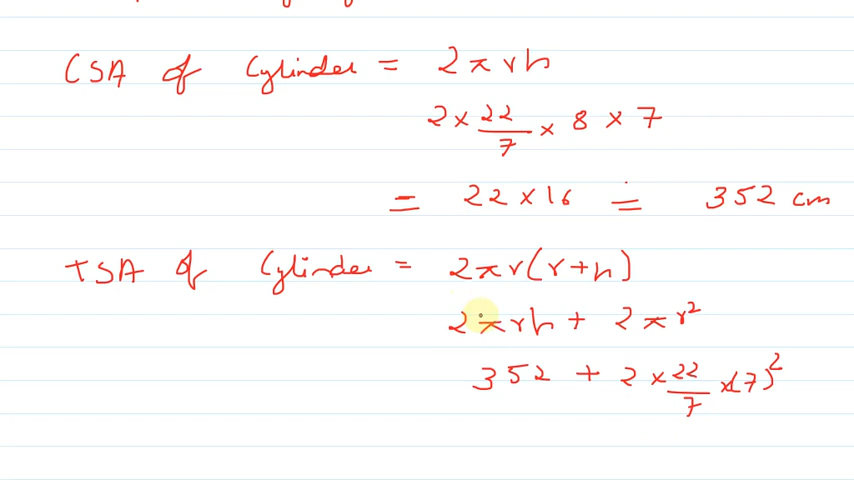 CSA of Cylinder = 2πrh
2 × 22/7 × 8 × 7
= 22 × 16 = 352 cm
TSA of Cylinder = 2πr(r+h)
2πrh + 2πr²
352 + 2 × 22/7 × (7)²